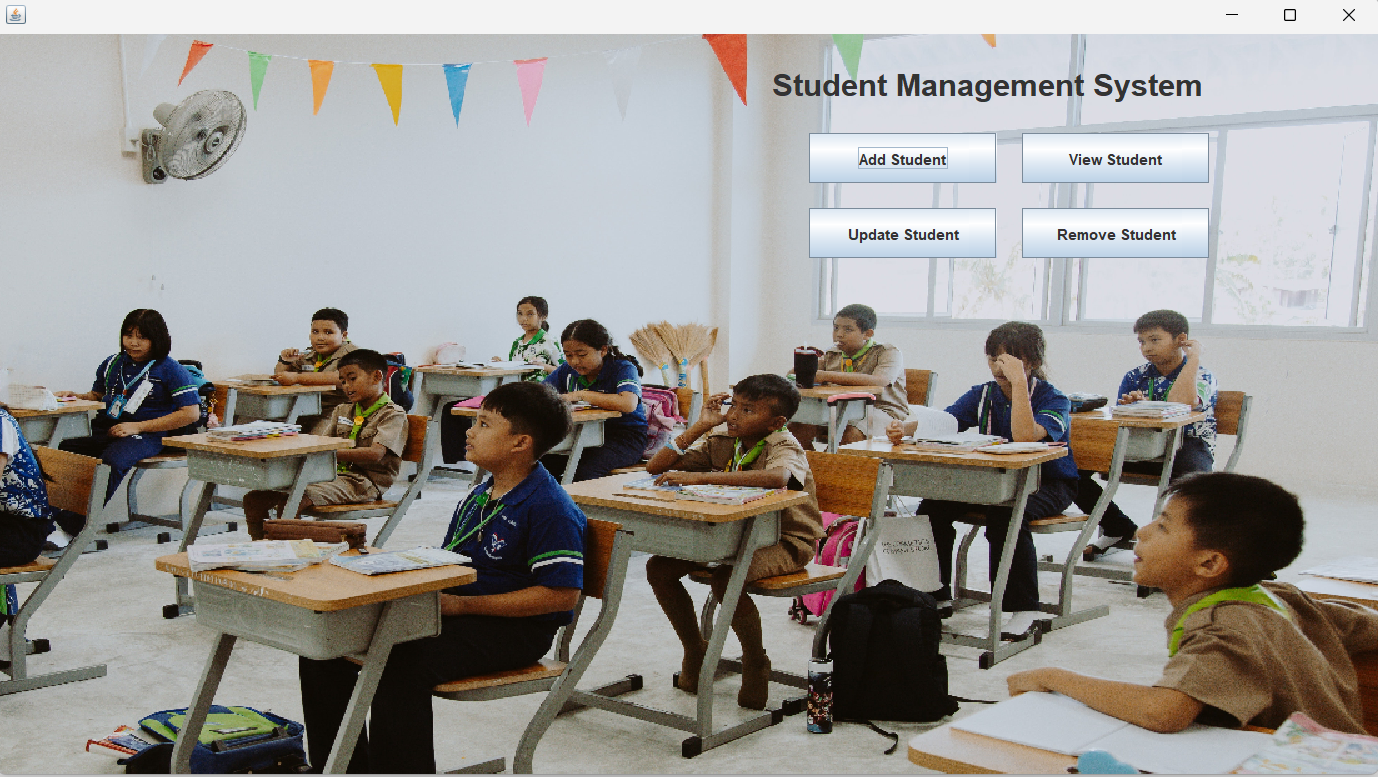 Student Management System
Add Student
View Student
Update Student
Remove Student